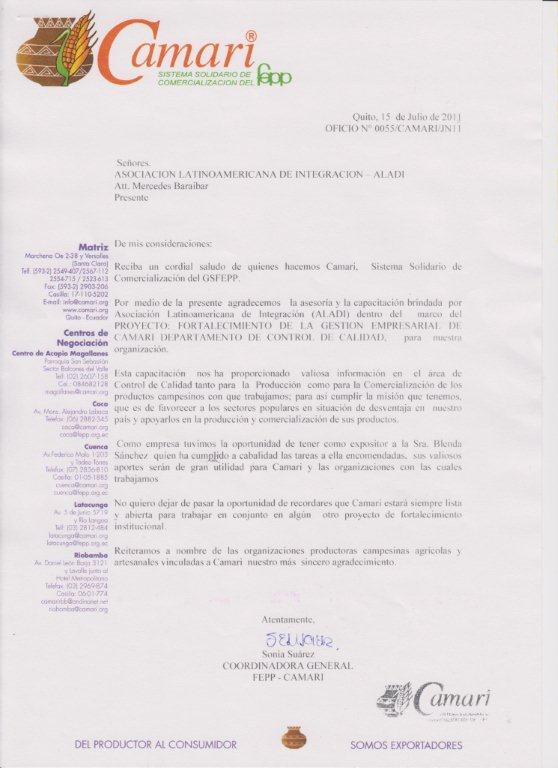 Camari®
SISTEMA SOLIDARIO DE
COMERCIALIZACION DEL fepp
Quito, 15 de Julio de 2011
OFICIO N° 0055/CAMARI/JN11
Señores.
ASOCIACION LATINOAMERICANA DE INTEGRACION – ALADI
Att. Mercedes Baraibar
Presente
De mis consideraciones:
Reciba un cordial saludo de quienes hacemos Camari, Sistema Solidario de
Comercialización del GSFEPP.
Por medio de la presente agradecemos la asesoría y la capacitación brindada por
Asociación Latinoamericana de Integración (ALADI) dentro del marco del
PROYECTO: FORTALECIMIENTO DE LA GESTION EMPRESARIAL DE
CAMARI DEPARTAMENTO DE CONTROL DE CALIDAD, para nuestra
organización.
Esta capacitación nos ha proporcionado valiosa información en el área de
Control de Calidad tanto para la Producción como para la Comercialización de los
productos campesinos con que trabajamos; para así cumplir la misión que tenemos,
que es de favorecer a los sectores populares en situación de desventaja en nuestro
país y apoyarlos en la producción y comercialización de sus productos.
Como empresa tuvimos la oportunidad de tener como expositor a la Sra. Blenda
Sánchez quien ha cumplido a cabalidad las tareas a ella encomendadas, sus valiosos
aportes serán de gran utilidad para Camari y las organizaciones con las cuales
trabajamos
No quiero dejar de pasar la oportunidad de recordares que Camari estará siempre lista
y abierta para trabajar en conjunto en algún otro proyecto de fortalecimiento
institucional.
Reiteramos a nombre de las organizaciones productoras campesinas agrícolas y
artesanales vinculadas a Camari nuestro más sincero agradecimiento.
Atentamente,
Sonia Suárez
COORDINADORA GENERAL
FEPP - CAMARI
Matriz
Marchena Oe 2-38 y Versalles
(Santa Clara)
Telf. (593-2) 2549-407/2567-112
2554-715 / 2523-613
Fax: (593-2) 2903-206
Casilla: 17-110-5202
E-mail: info@camari.org
www.camari.org
Quito - Ecuador
Centros de
Negociación
Centro de Acopio Magallanes
Parroquia San Sebastián
Sector Balcones del Valle
Telf: (02) 2607-158
Cel.: 084682128
magallanes@camari.org
Coca
Av. Mons. Alejandro Labaca
Telefax: (06) 2882-345
coca@camari.org
coca@fepp.org.ec
Cuenca
Av. Federico Malo 1-203
y Tadeo Torres
Telefax: (07) 2836-810
Casilla: 01-05-1885
cuenca@camari.org
cuenca@fepp.org.ec
Latacunga
Av. 5 de Junio 5719
y Río Langoa
Telf: (03) 2812-484
latacunga@camari.org
latacunga@fepp.org.ec
Riobamba
Av. Daniel León Borja 3121
y Lavalle junto al
Hotel Metropolitano
Telefax: (03) 2969-874
Casilla: 06-01-774
camaririobb@andinanet.net
riobamba@camari.org
Camari
DEL PRODUCTOR AL CONSUMIDOR
SOMOS EXPORTADORES